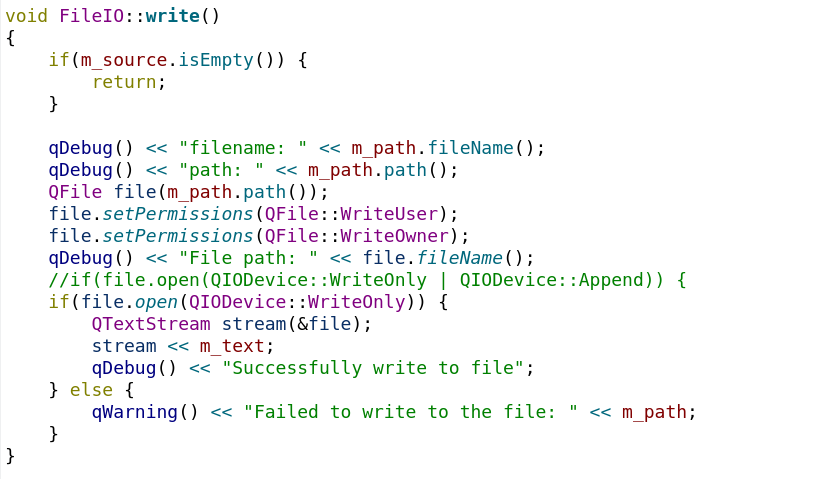 void FileIO::write()
{
    if(m_source.isEmpty()) {
        return;
    }

    qDebug() << "filename: " << m_path.fileName();
    qDebug() << "path: " << m_path.path();
    QFile file(m_path.path());
    file.setPermissions(QFile::WriteUser);
    file.setPermissions(QFile::WriteOwner);
    qDebug() << "File path: " << file.fileName();
    //if(file.open(QIODevice::WriteOnly | QIODevice::Append)) {
    if(file.open(QIODevice::WriteOnly)) {
        QTextStream stream(&file);
        stream << m_text;
        qDebug() << "Successfully write to file";
    } else {
        qWarning() << "Failed to write to the file: " << m_path;
    }
}